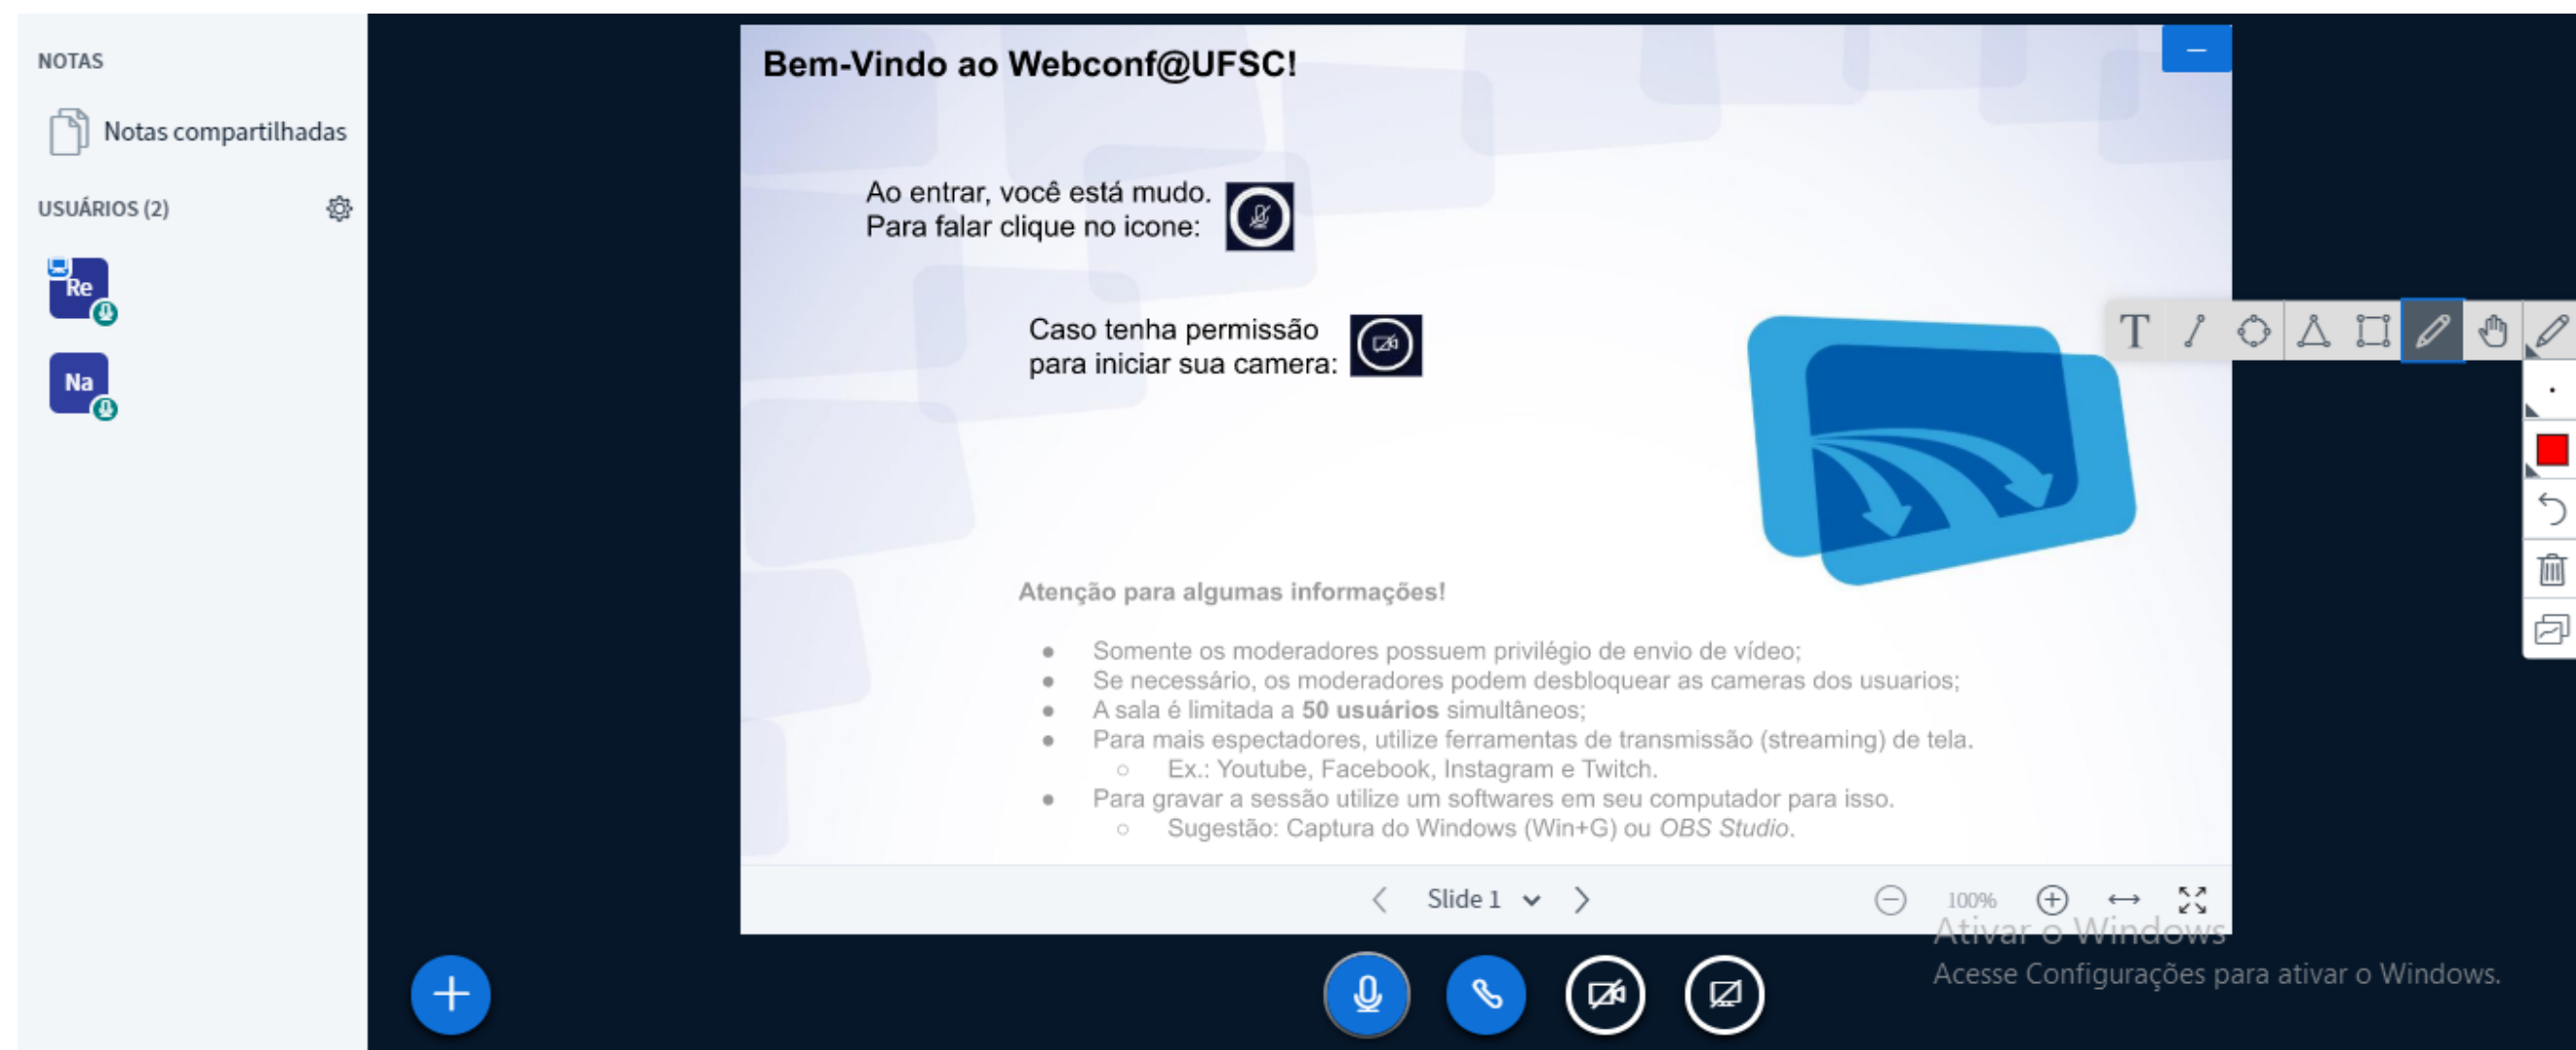 NOTAS
Notas compartilhadas
USUÁRIOS (2)
Re
Na
Bem-Vindo ao Webconf@UFSC!
Ao entrar, você está mudo.
Para falar clique no icone:
Caso tenha permissão
para iniciar sua camera:
T
Atenção para algumas informações!
● Somente os moderadores possuem privilégio de envio de vídeo;
● Se necessário, os moderadores podem desbloquear as cameras dos usuarios;
● A sala é limitada a 50 usuários simultâneos;
● Para mais espectadores, utilize ferramentas de transmissão (streaming) de tela.
○ Ex.: Youtube, Facebook, Instagram e Twitch.
● Para gravar a sessão utilize um softwares em seu computador para isso.
○ Sugestão: Captura do Windows (Win+G) ou OBS Studio.
Slide 1
100%
Ativar o Windows
Acesse Configurações para ativar o Windows.